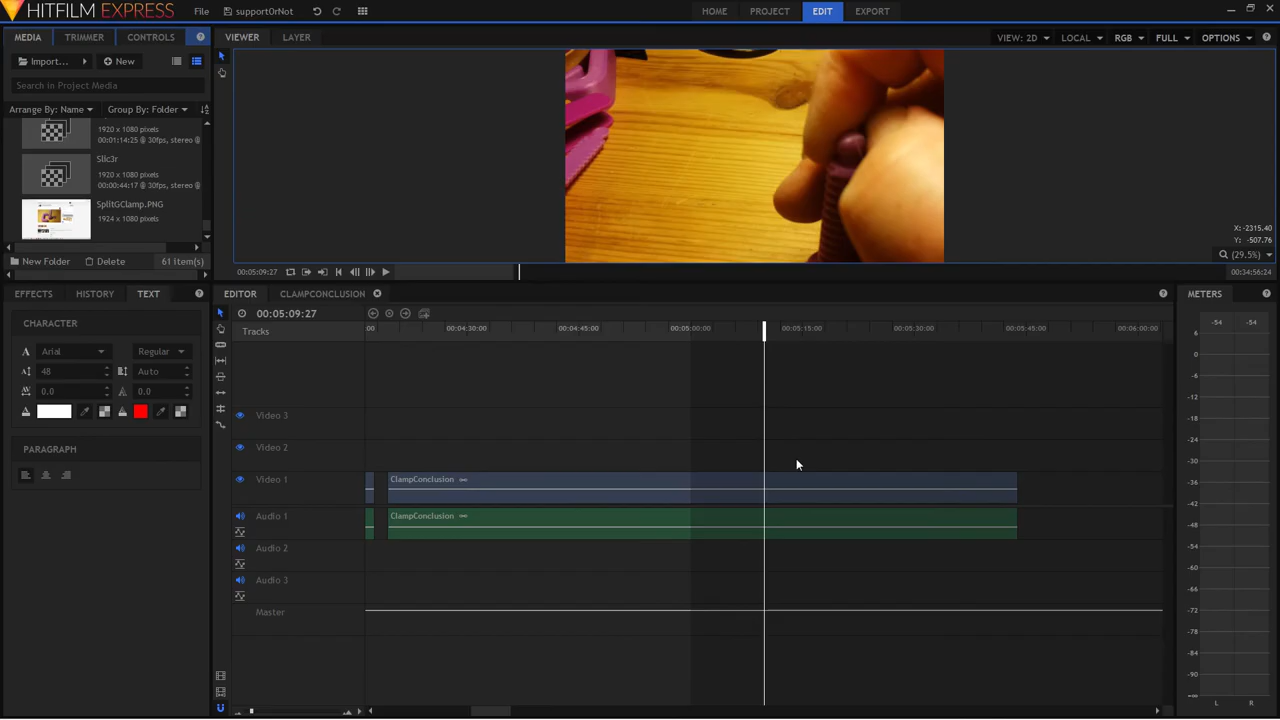 HITFILM EXPRESS
File
support0rNot
HOME
PROJECT
EDIT
EXPORT
MEDIA
TRIMMER
CONTROLS
VIEWER
LAYER
VIEW: 2D
LOCAL
RGB
FULL
OPTIONS
Import...
New
Search in Project Media
Arrange By: Name
Group By: Folder
1920 x 1080 pixels
00:01:14:25 @ 30fps, stereo
Slic3r
1920 x 1080 pixels
00:00:44:17 @ 30fps, stereo
SplitGClamp.PNG
1924 x 1080 pixels
X: -2315.40
Y: -507.76
(29.5%)
New Folder
Delete
61 item(s)
00:05:09:27
00:34:56:24
EFFECTS
HISTORY
TEXT
EDITOR
CLAMPCONCLUSION
METERS
00:05:09:27
CHARACTER
Tracks
:00
00:04:30:00
00:04:45:00
00:05:00:00
00:05:15:00
00:05:30:00
00:05:45:00
00:06:00:00
Arial
Regular
48
Auto
0.0
0.0
PARAGRAPH
Video 3
Video 2
Video 1
ClampConclusion
Audio 1
ClampConclusion
Audio 2
Audio 3
Master
-54
-54
6
0
-6
-12
-18
-24
-30
-36
-42
-48
-54
-60
-66
-72
-78
-84
-90
-∞
L
R